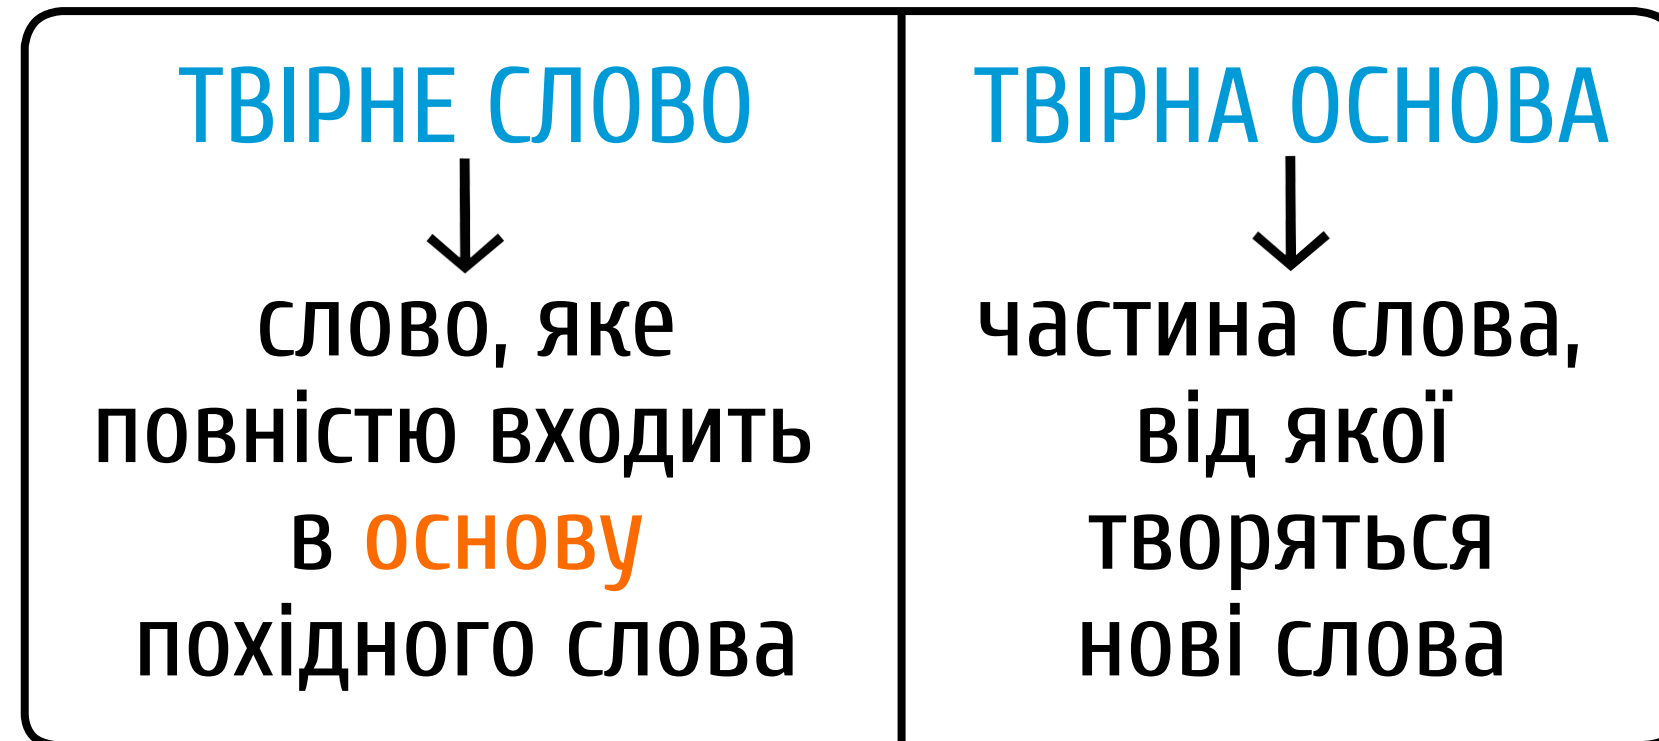 ТВІРНЕ СЛОВО
слово, яке
повністю входить
в основу
похідного слова
ТВІРНА ОСНОВА
частина слова,
від якої
творяться
нові слова